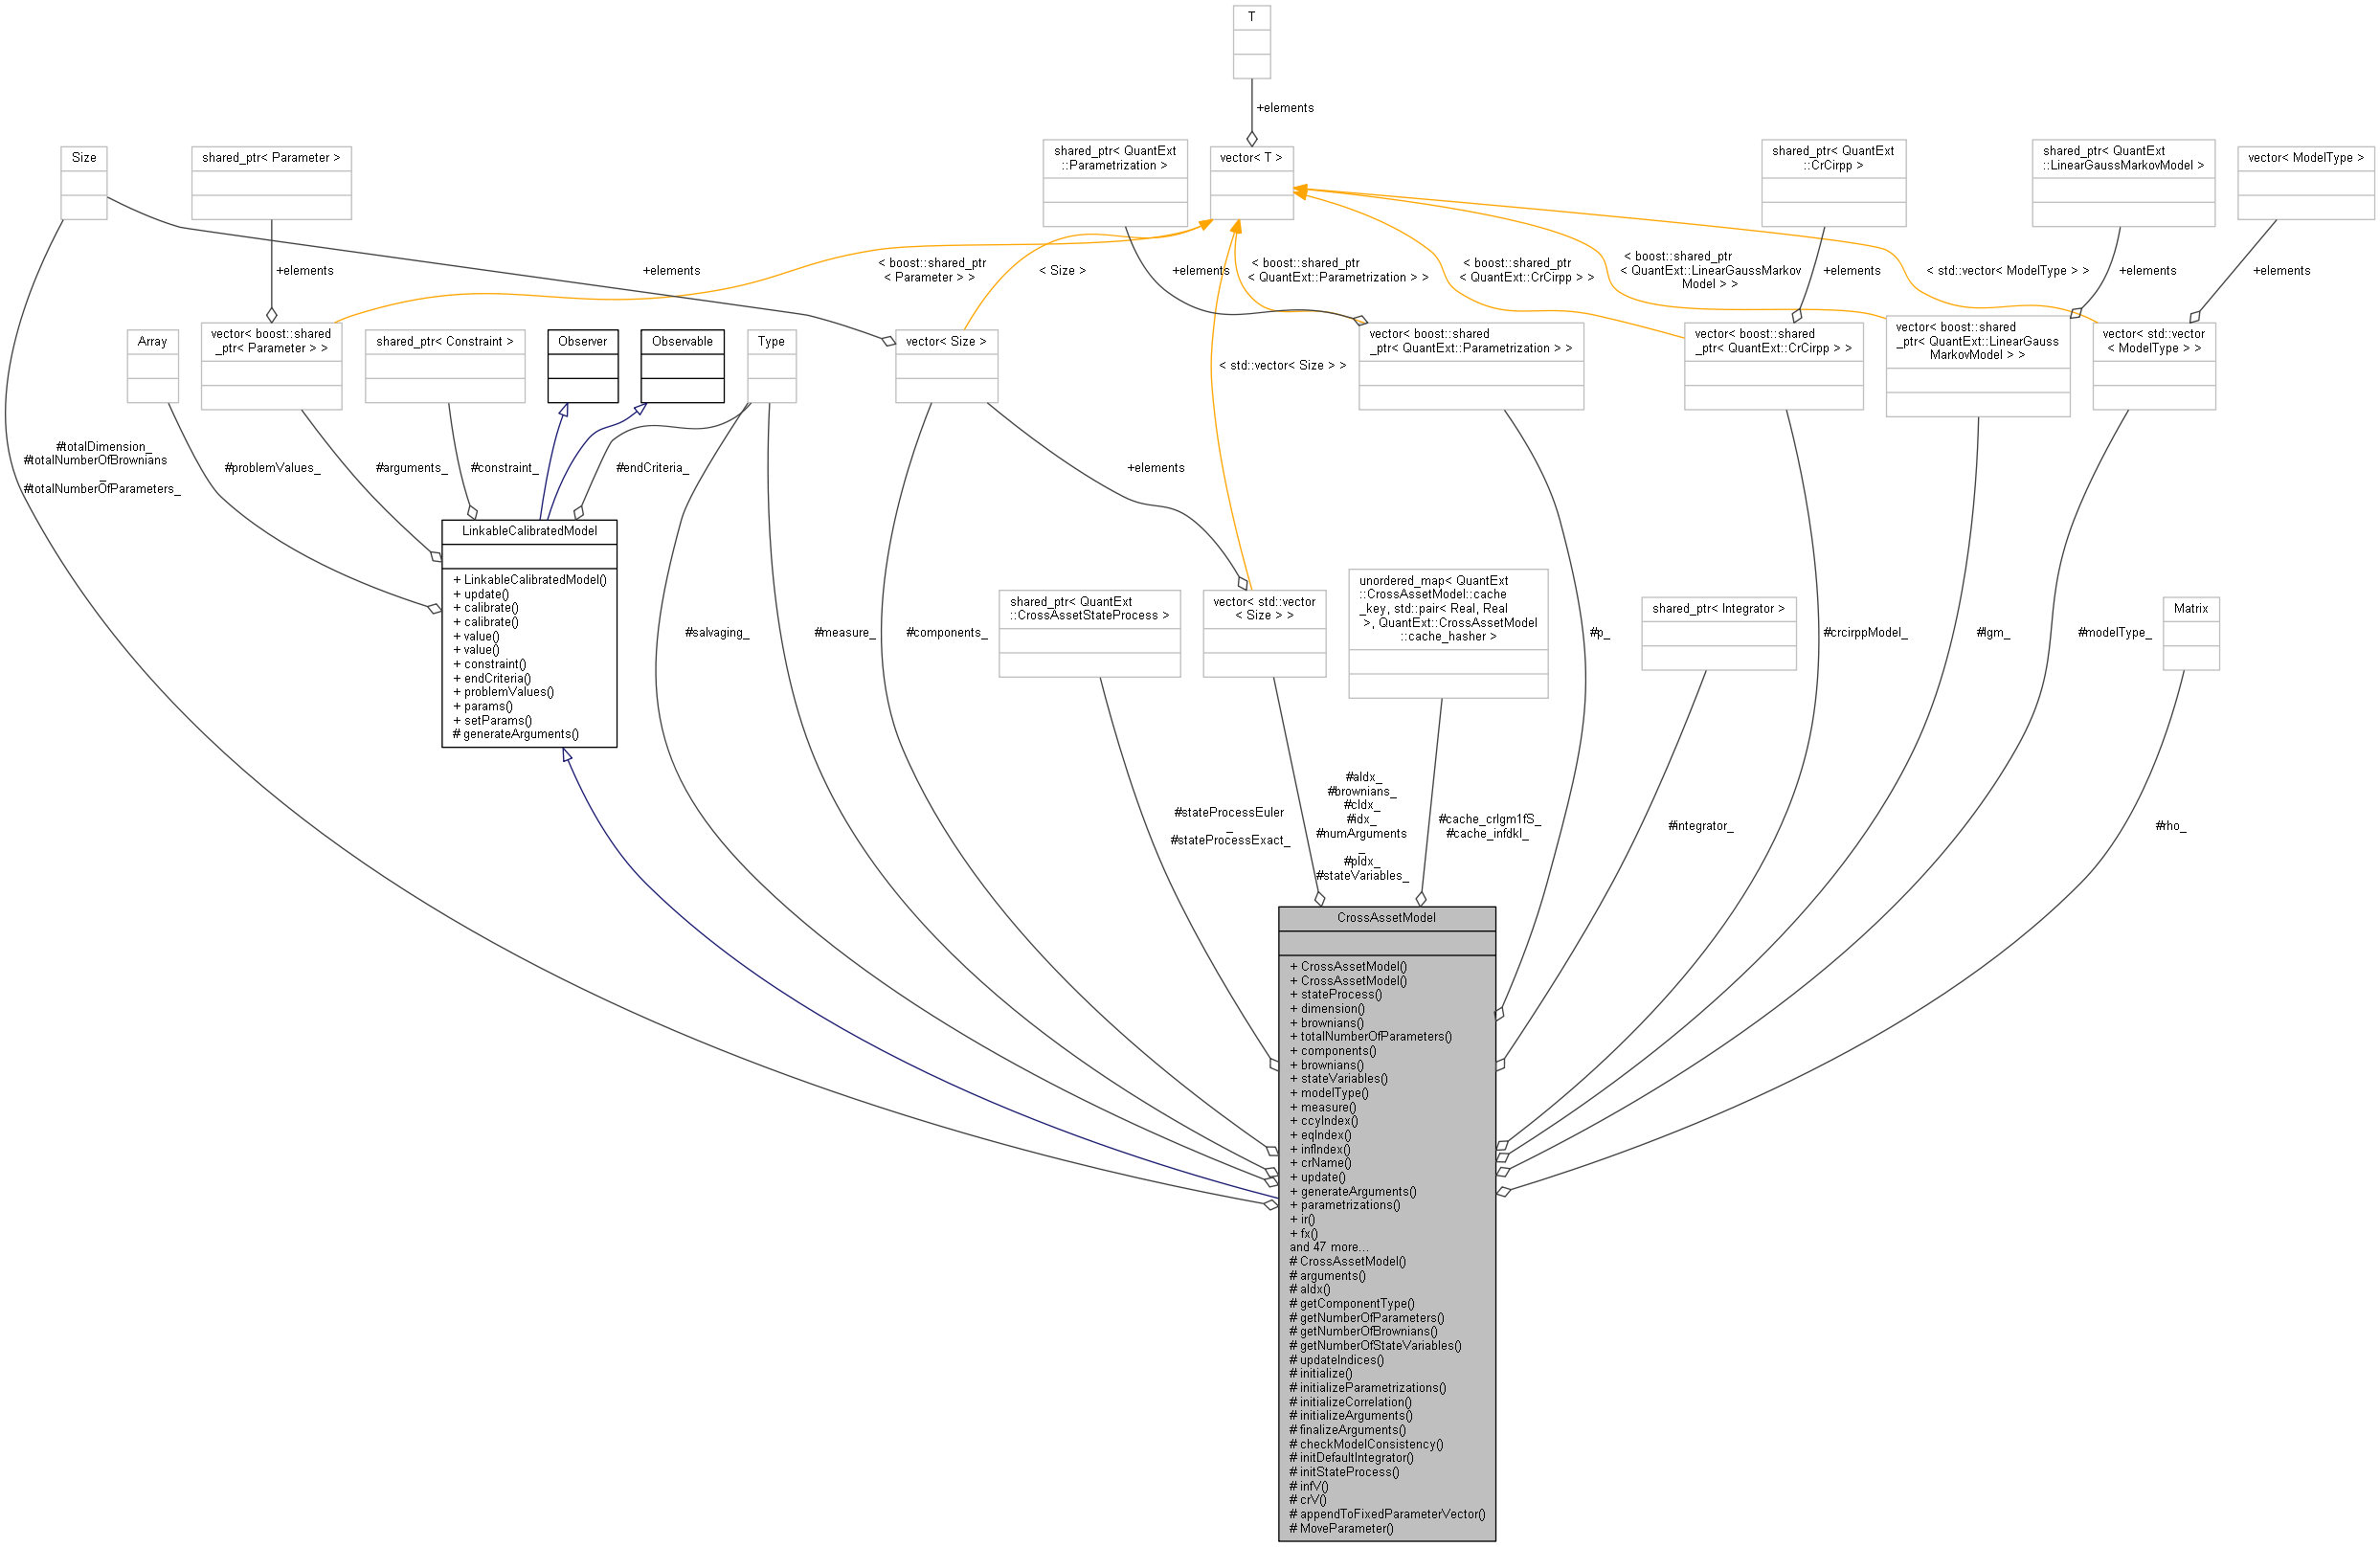 T
+elements
Size
shared_ptr< Parameter >
shared_ptr< QuantExt
::Parametrization >
vector< T >
shared_ptr< QuantExt
::CrCirpp >
shared_ptr< QuantExt
::LinearGaussMarkovModel >
vector< ModelType >
+elements
+elements
< boost::shared_ptr
< Parameter > >
< Size >
+elements
< boost::shared_ptr
< QuantExt::Parametrization > >
< boost::shared_ptr
< QuantExt::CrCirpp > >
< boost::shared_ptr
< QuantExt::LinearGaussMarkov
Model > >
+elements
< std::vector< ModelType > >
+elements
+elements
Array
vector< boost::shared
_ptr< Parameter > >
shared_ptr< Constraint >
Observer
Observable
Type
vector< Size >
< std::vector< Size > >
vector< boost::shared
_ptr< QuantExt::Parametrization > >
vector< boost::shared
_ptr< QuantExt::CrCirpp > >
vector< boost::shared
_ptr< QuantExt::LinearGauss
MarkovModel > >
vector< std::vector
< ModelType > >
#totalDimension_
#totalNumberOfBrownians
_
#totalNumberOfParameters_
#problemValues_
#arguments_
#constraint_
#endCriteria_
+elements
LinkableCalibratedModel
+ LinkableCalibratedModel()
+ update()
+ calibrate()
+ calibrate()
+ value()
+ value()
+ constraint()
+ endCriteria()
+ problemValues()
+ params()
+ setParams()
# generateArguments()
#salvaging_
#measure_
#components_
shared_ptr< QuantExt
::CrossAssetStateProcess >
vector< std::vector
< Size > >
unordered_map< QuantExt
::CrossAssetModel::cache
_key, std::pair< Real, Real
>, QuantExt::CrossAssetModel
::cache_hasher >
#p_
shared_ptr< Integrator >
#crcirppModel_
#lgm_
#modelType_
Matrix
#stateProcessEuler
_
#stateProcessExact_
#aIdx_
#brownians_
#cIdx_
#idx_
#numArguments
_
#pIdx_
#stateVariables_
#cache_crlgm1fS_
#cache_infdkI_
#integrator_
#rho_
CrossAssetModel
+ CrossAssetModel()
+ CrossAssetModel()
+ stateProcess()
+ dimension()
+ brownians()
+ totalNumberOfParameters()
+ components()
+ brownians()
+ stateVariables()
+ modelType()
+ measure()
+ ccyIndex()
+ eqIndex()
+ infIndex()
+ crName()
+ update()
+ generateArguments()
+ parametrizations()
+ ir()
+ fx()
and 47 more...
# CrossAssetModel()
# arguments()
# aIdx()
# getComponentType()
# getNumberOfParameters()
# getNumberOfBrownians()
# getNumberOfStateVariables()
# updateIndices()
# initialize()
# initializeParametrizations()
# initializeCorrelation()
# initializeArguments()
# finalizeArguments()
# checkModelConsistency()
# initDefaultIntegrator()
# initStateProcess()
# infV()
# crV()
# appendToFixedParameterVector()
# MoveParameter()